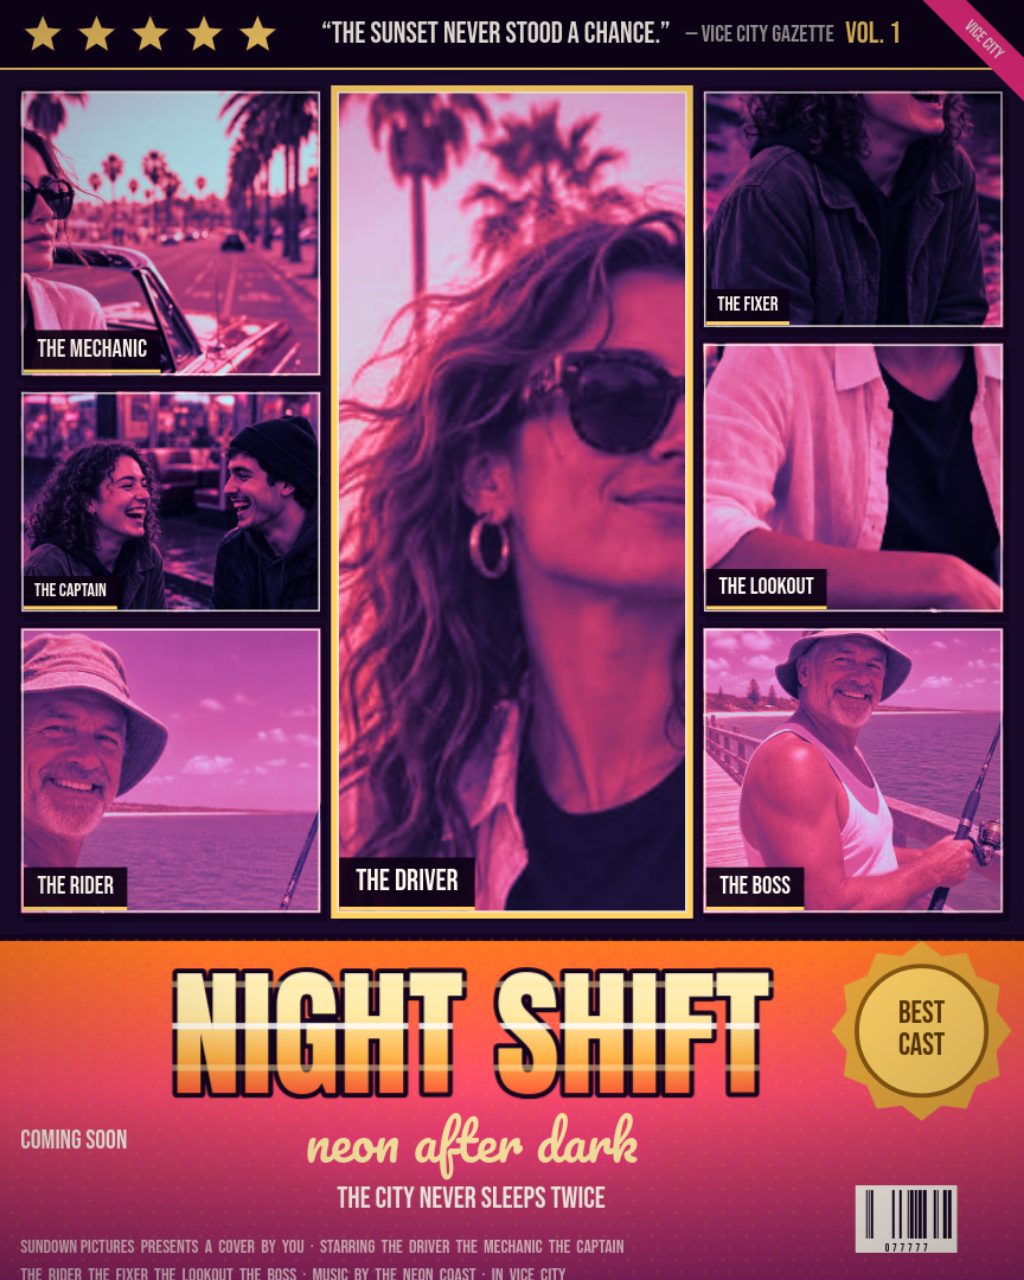 “THE SUNSET NEVER STOOD A CHANCE.” – VICE CITY GAZETTE VOL. 1
VICE CITY
THE MECHANIC
THE FIXER
THE CAPTAIN
THE LOOKOUT
THE RIDER
THE DRIVER
THE BOSS
NIGHT SHIFT
BEST
CAST
neon after dark
COMING SOON
THE CITY NEVER SLEEPS TWICE
SUNDOWN PICTURES PRESENTS A COVER BY YOU · STARRING THE DRIVER THE MECHANIC THE CAPTAIN
THE RIDER THE FIXER THE LOOKOUT THE BOSS · MUSIC BY THE NEON COAST · IN VICE CITY
077777